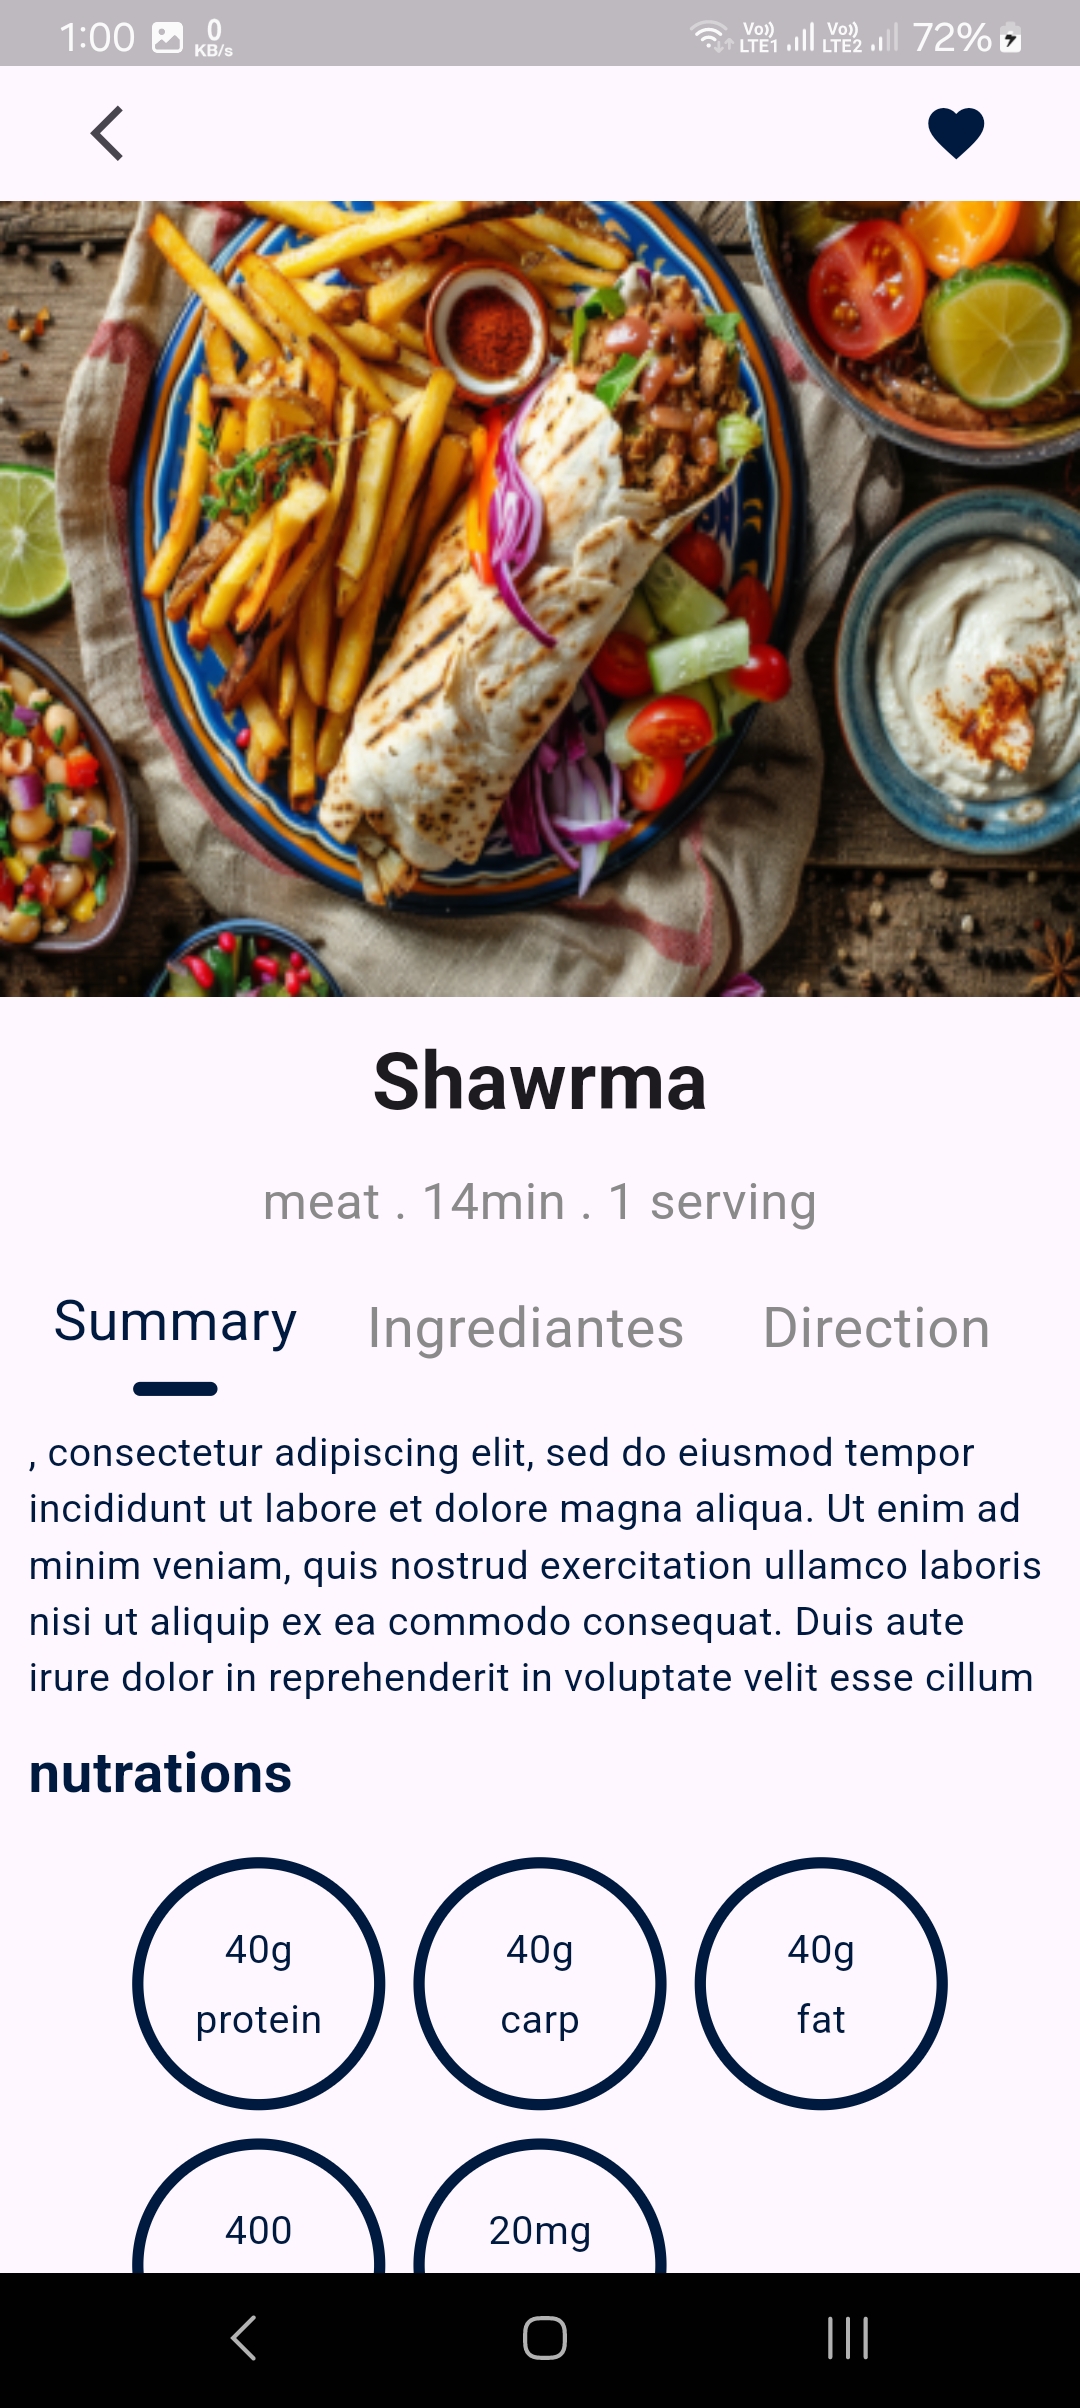 1:00 0 KB/s Vo)) LTE1 Vo)) LTE2 72%
Shawrma
meat . 14min . 1 serving
Summary Ingrediantes Direction
, consectetur adipiscing elit, sed do eiusmod tempor
incididunt ut labore et dolore magna aliqua. Ut enim ad
minim veniam, quis nostrud exercitation ullamco laboris
nisi ut aliquip ex ea commodo consequat. Duis aute
irure dolor in reprehenderit in voluptate velit esse cillum
nutrations
40g 40g 40g
protein carp fat
400 20mg